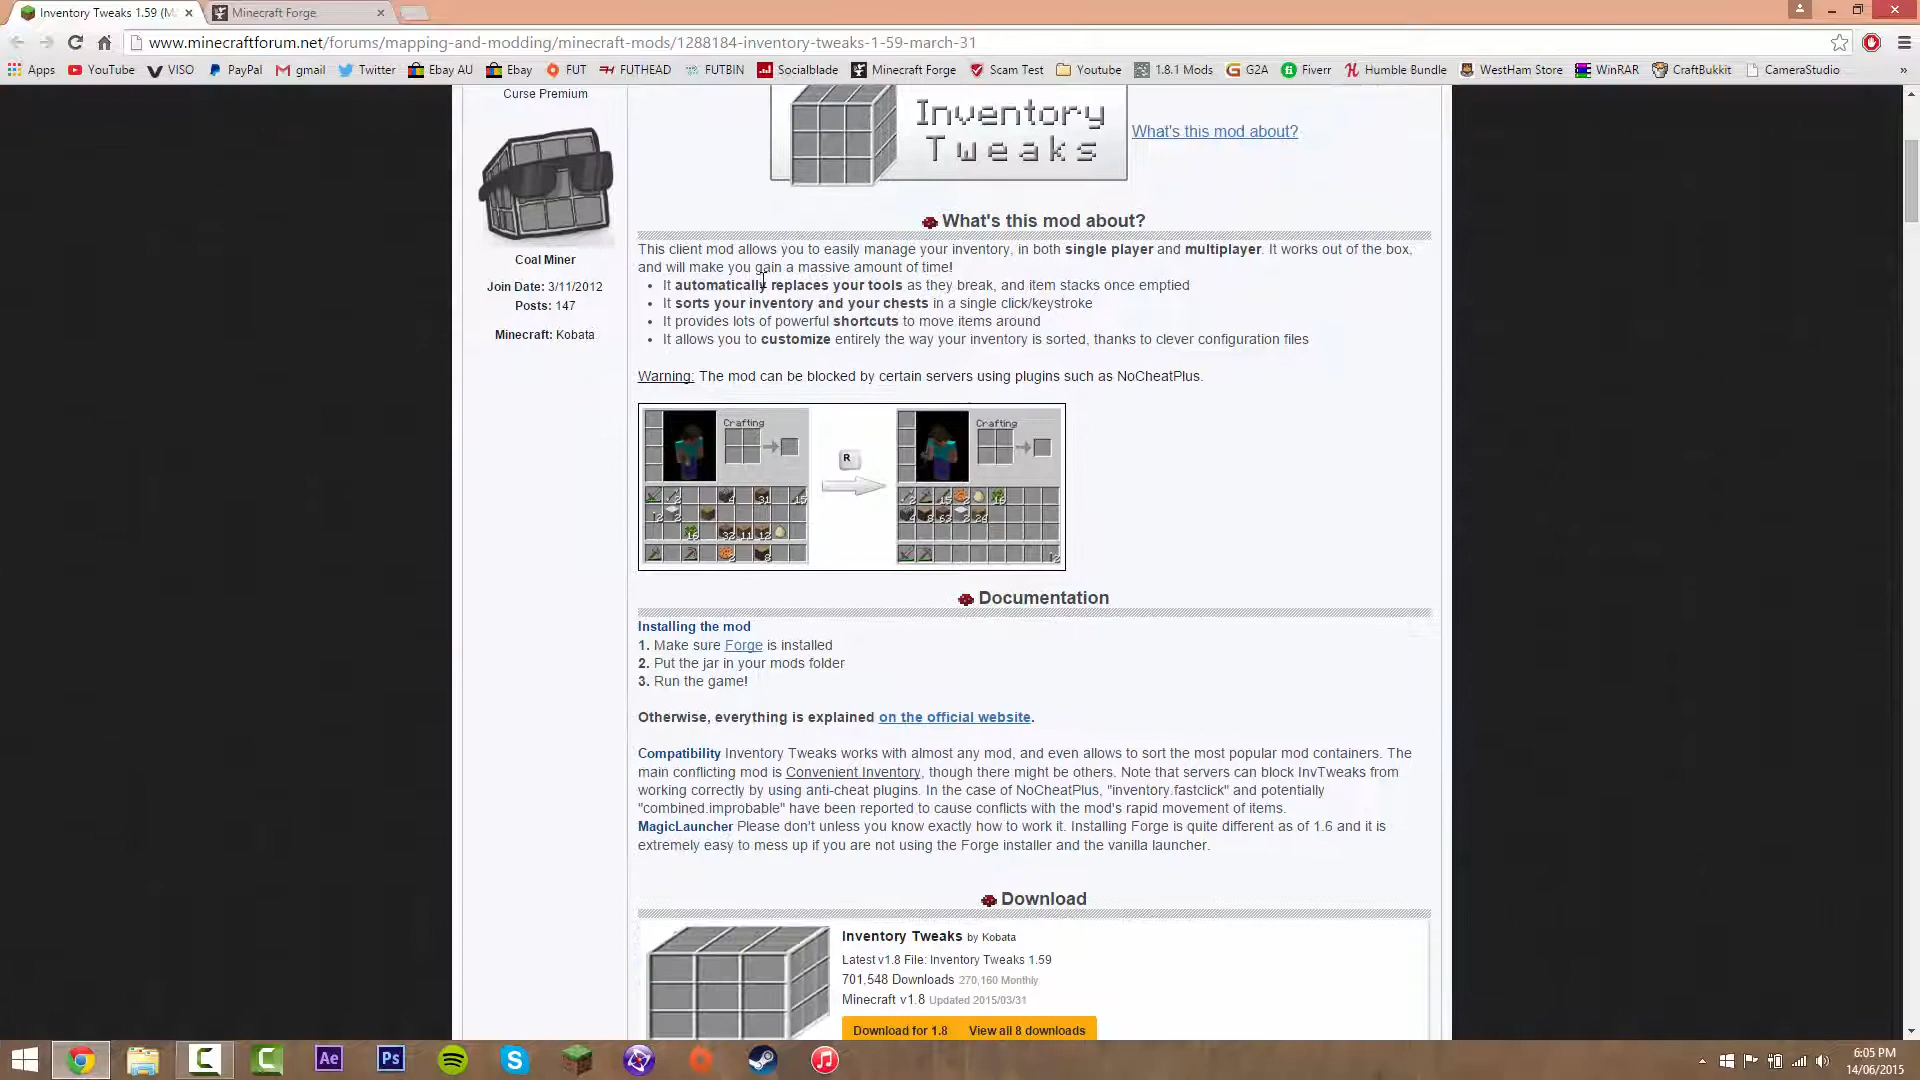 Inventory Tweaks 1.59 (M
Minecraft Forge
www.minecraftforum.net/forums/mapping-and-modding/minecraft-mods/1288184-inventory-tweaks-1-59-march-31
Apps YouTube VISO PayPal gmail Twitter Ebay AU Ebay FUT FUTHEAD FUTBIN Socialblade Minecraft Forge Scam Test Youtube 1.8.1 Mods G2A Fiverr Humble Bundle WestHam Store WinRAR CraftBukkit CameraStudio »
Curse Premium
Coal Miner
Join Date: 3/11/2012
Posts: 147
Minecraft: Kobata
Inventory
Tweaks
What's this mod about?
What's this mod about?
This client mod allows you to easily manage your inventory, in both single player and multiplayer. It works out of the box,
and will make you gain a massive amount of time!
• It automatically replaces your tools as they break, and item stacks once emptied
• It sorts your inventory and your chests in a single click/keystroke
• It provides lots of powerful shortcuts to move items around
• It allows you to customize entirely the way your inventory is sorted, thanks to clever configuration files
Warning: The mod can be blocked by certain servers using plugins such as NoCheatPlus.
Crafting
R
Crafting
Documentation
Installing the mod
1. Make sure Forge is installed
2. Put the jar in your mods folder
3. Run the game!
Otherwise, everything is explained on the official website.
Compatibility Inventory Tweaks works with almost any mod, and even allows to sort the most popular mod containers. The
main conflicting mod is Convenient Inventory, though there might be others. Note that servers can block InvTweaks from
working correctly by using anti-cheat plugins. In the case of NoCheatPlus, "inventory.fastclick" and potentially
"combined.improbable" have been reported to cause conflicts with the mod's rapid movement of items.
MagicLauncher Please don't unless you know exactly how to work it. Installing Forge is quite different as of 1.6 and it is
extremely easy to mess up if you are not using the Forge installer and the vanilla launcher.
Download
Inventory Tweaks by Kobata
Latest v1.8 File: Inventory Tweaks 1.59
701,548 Downloads 270,160 Monthly
Minecraft v1.8 Updated 2015/03/31
Download for 1.8 View all 8 downloads
Ae
Ps
6:05 PM
14/06/2015